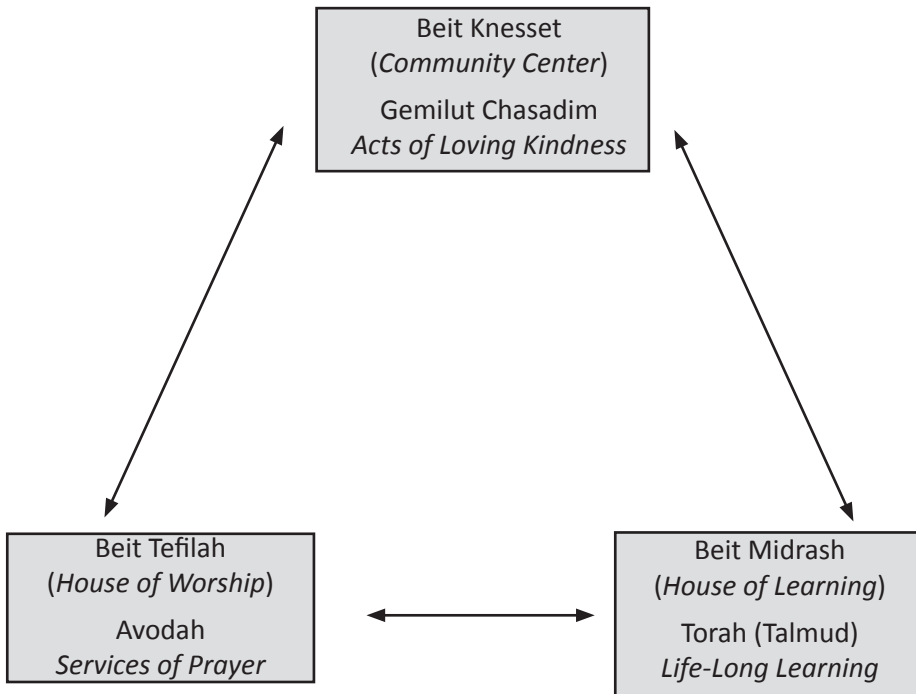 Beit Knesset
(Community Center)
Gemilut Chasadim
Acts of Loving Kindness
Beit Tefilah
(House of Worship)
Avodah
Services of Prayer
Beit Midrash
(House of Learning)
Torah (Talmud)
Life-Long Learning